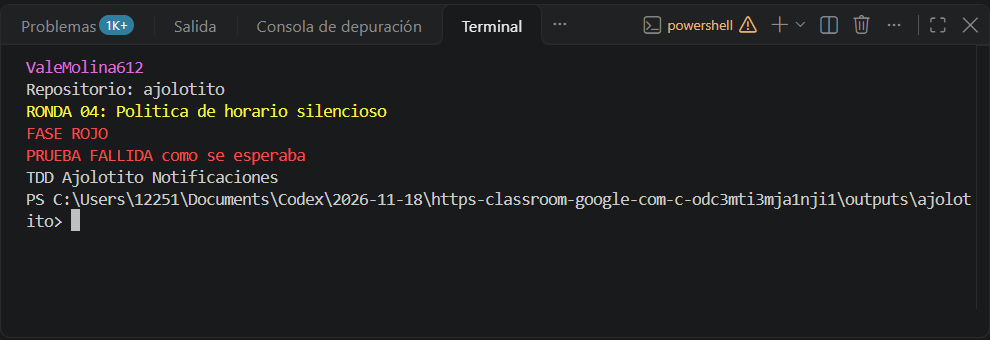 Problemas 1K+ Salida Consola de depuración Terminal ... powershell ...
ValeMolina612
Repositorio: ajolotito
RONDA 04: Politica de horario silencioso
FASE ROJO
PRUEBA FALLIDA como se esperaba
TDD Ajolotito Notificaciones
PS C:\Users\12251\Documents\Codex\2026-11-18\https-classroom-google-com-c-odc3mti3mja1nji1\outputs\ajolot
ito>